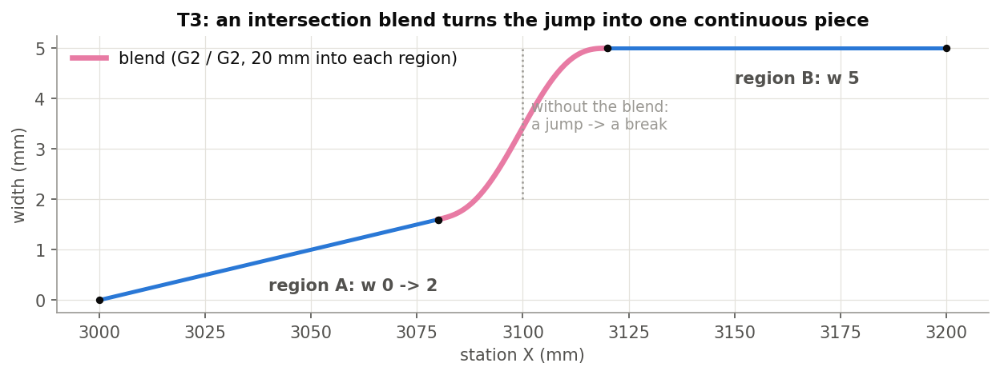 T3: an intersection blend turns the jump into one continuous piece
blend (G2 / G2, 20 mm into each region)
region B: w 5
without the blend:
a jump -> a break
region A: w 0 -> 2
width (mm)
5
4
3
2
1
0
3000 3025 3050 3075 3100 3125 3150 3175 3200
station X (mm)